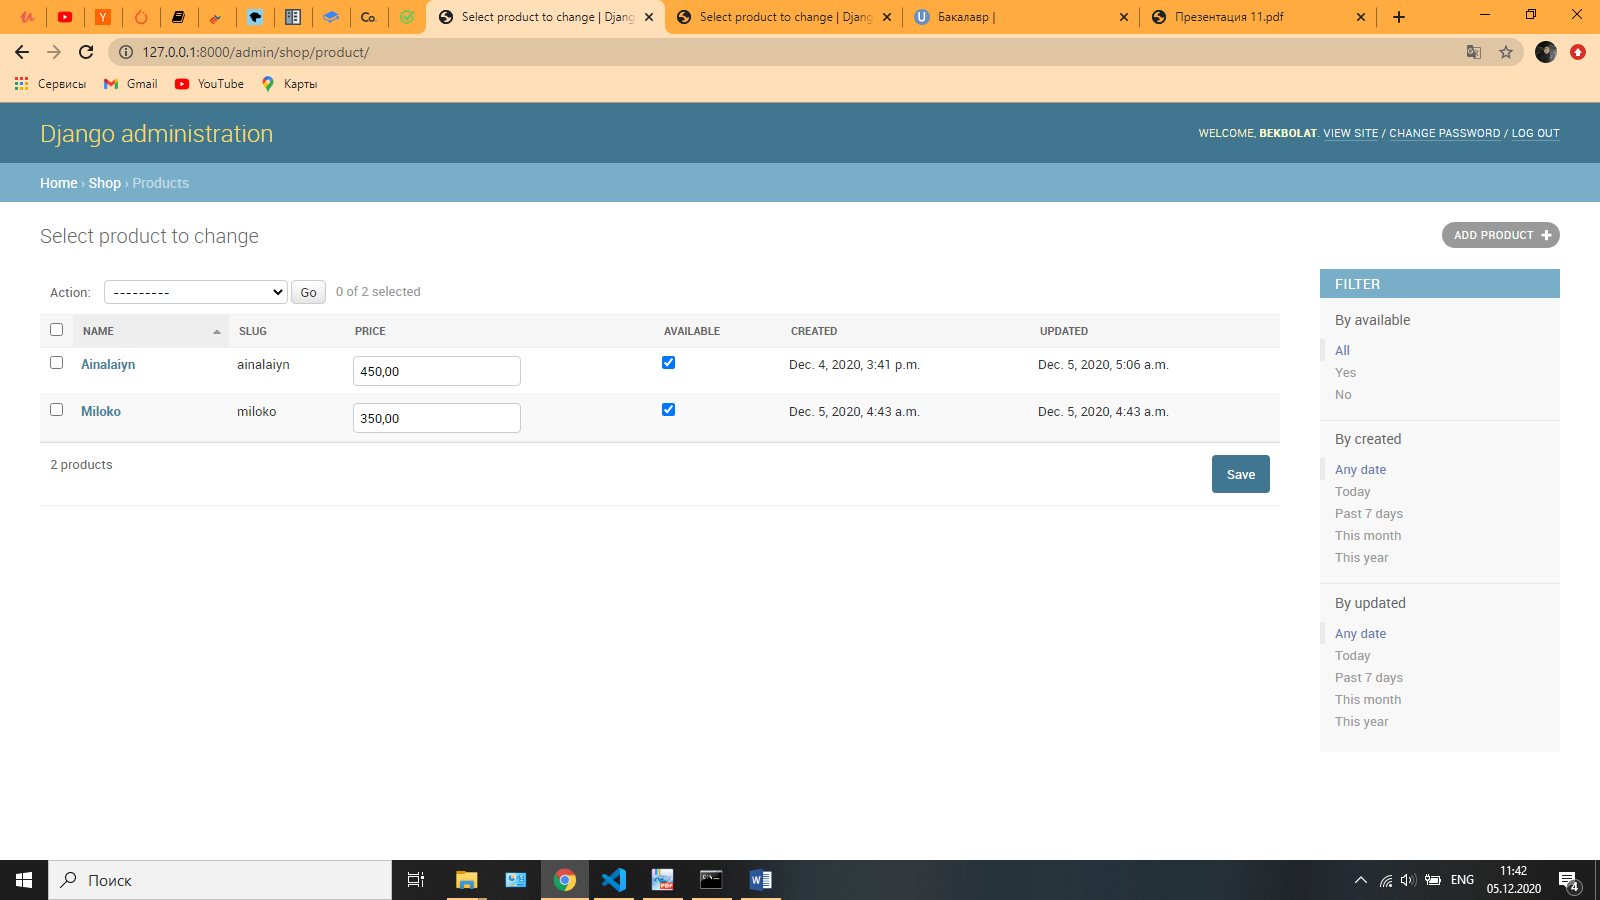 Select product to change | Djang
Select product to change | Djang
Бакалавр |
Презентация 11.pdf
127.0.0.1:8000/admin/shop/product/
Сервисы
Gmail
YouTube
Карты
Django administration
WELCOME, BEKBOLAT. VIEW SITE / CHANGE PASSWORD / LOG OUT
Home › Shop › Products
Select product to change
ADD PRODUCT +
Action: --------- Go 0 of 2 selected
NAME SLUG PRICE AVAILABLE CREATED UPDATED
Ainalaiyn ainalaiyn 450,00 Dec. 4, 2020, 3:41 p.m. Dec. 5, 2020, 5:06 a.m.
Miloko miloko 350,00 Dec. 5, 2020, 4:43 a.m. Dec. 5, 2020, 4:43 a.m.
2 products
Save
FILTER
By available
All
Yes
No
By created
Any date
Today
Past 7 days
This month
This year
By updated
Any date
Today
Past 7 days
This month
This year
Поиск
ENG
11:42
05.12.2020
4